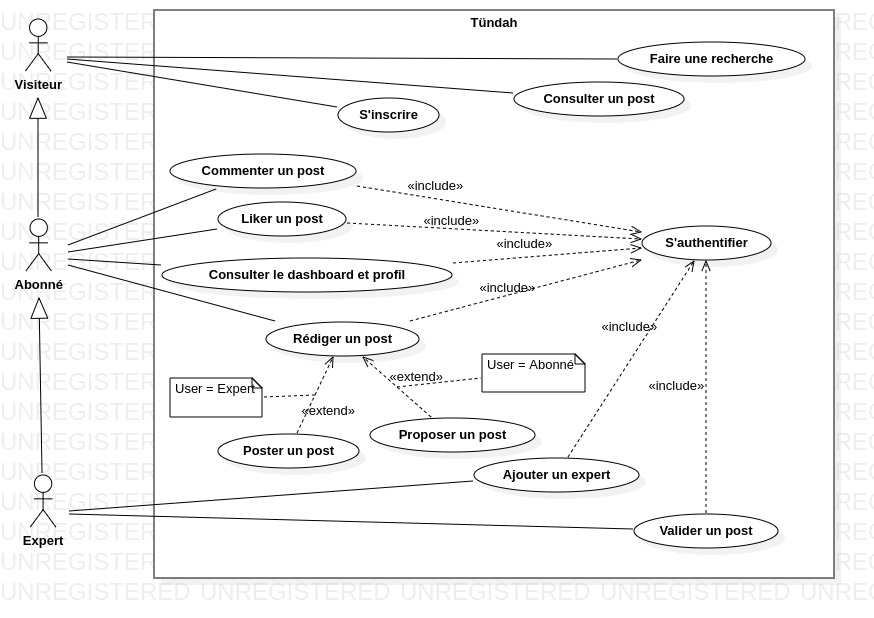 Tündah
Visiteur
Faire une recherche
Consulter un post
S'inscrire
Commenter un post
«include»
Liker un post
«include»
S'authentifier
«include»
Consulter le dashboard et profil
Abonné
«include»
Rédiger un post
«include»
User = Expert
«extend»
User = Abonné
«include»
«extend»
Proposer un post
Poster un post
Ajouter un expert
Valider un post
Expert
UNREGISTERED UNREGISTERED UNREGISTERED UNREGISTERED